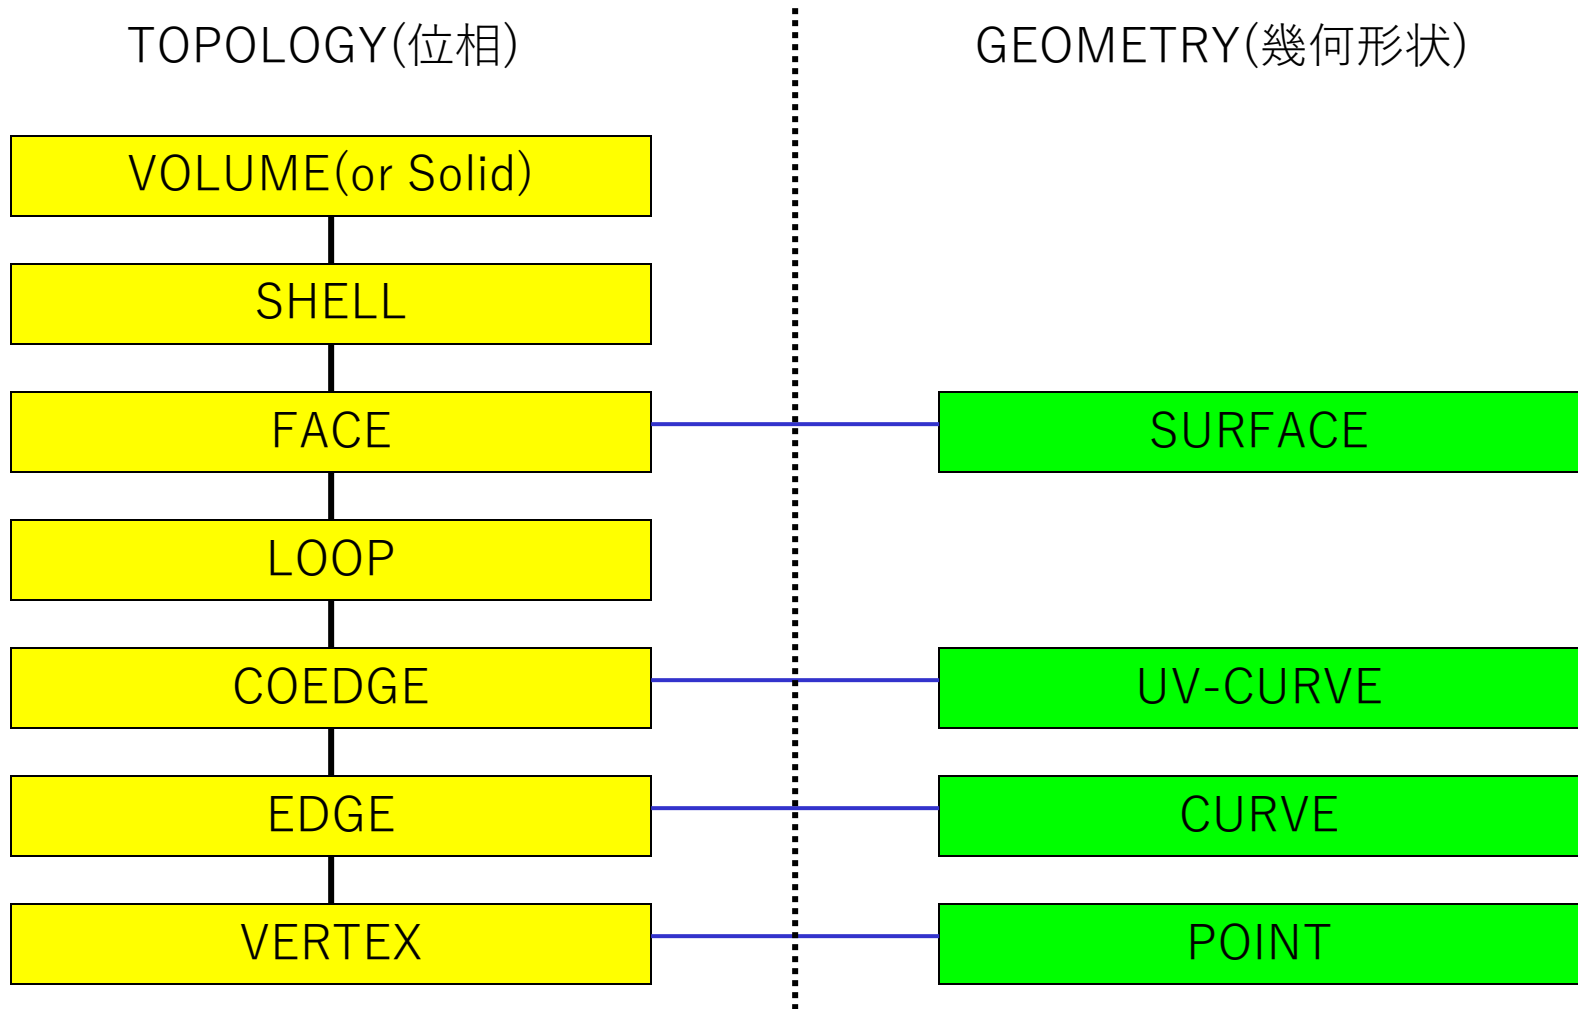 TOPOLOGY(位相)
GEOMETRY(幾何形状)
VOLUME(or Solid)
SHELL
FACE
SURFACE
LOOP
COEDGE
UV-CURVE
EDGE
CURVE
VERTEX
POINT